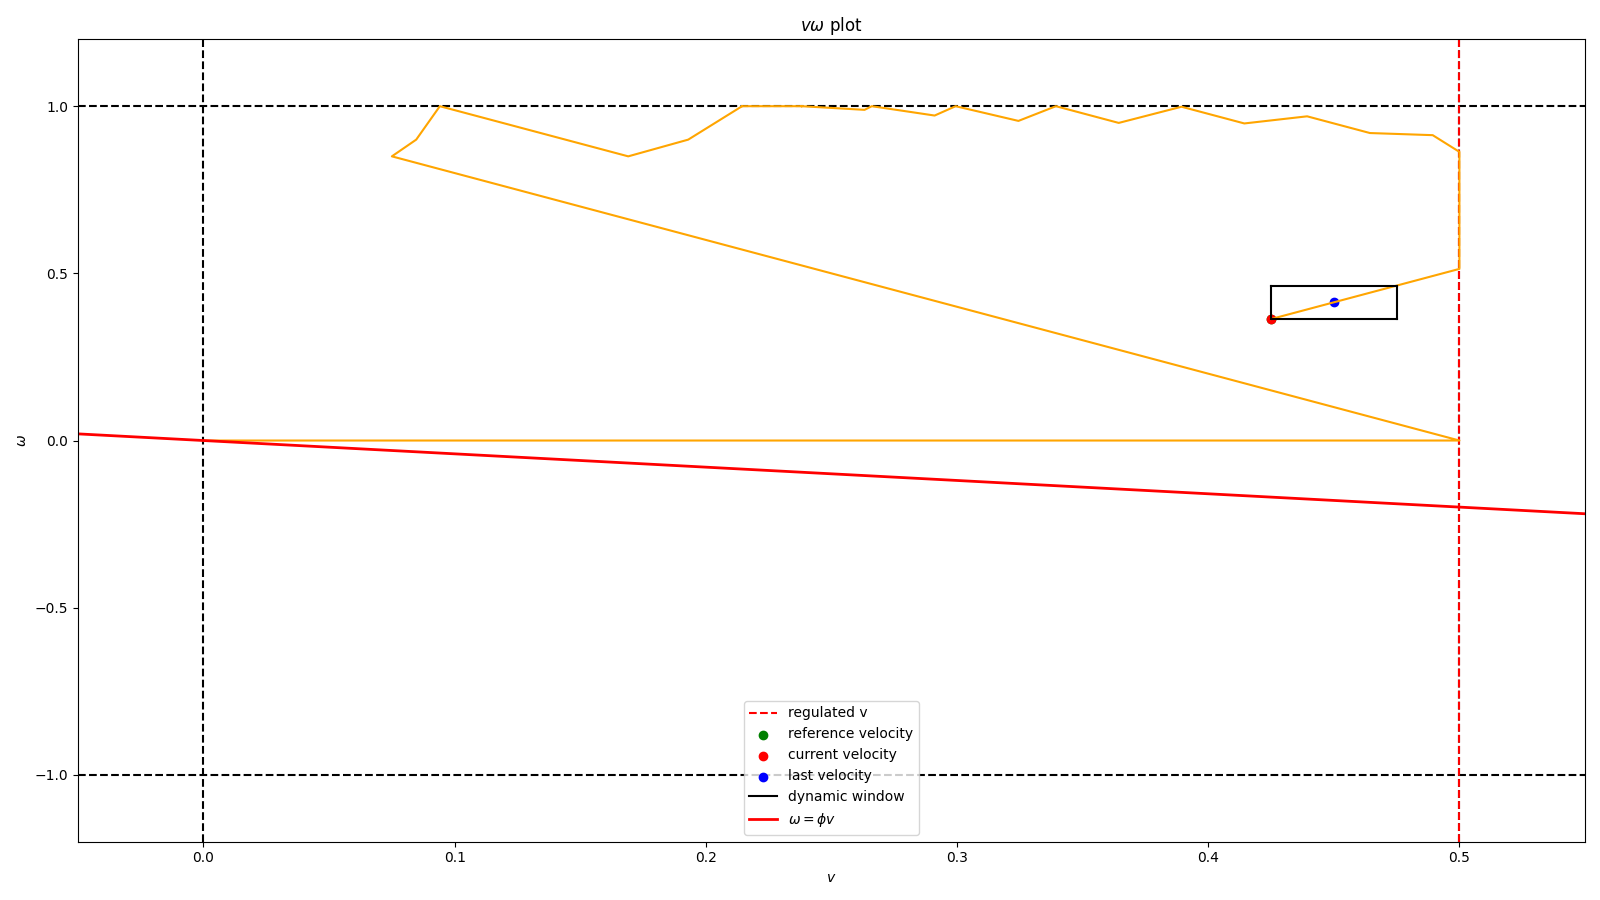 vω plot
1.0
0.5
0.0
−0.5
−1.0
ω
regulated v
reference velocity
current velocity
last velocity
dynamic window
ω = ϕv
0.0
0.1
0.2
0.3
0.4
0.5
v